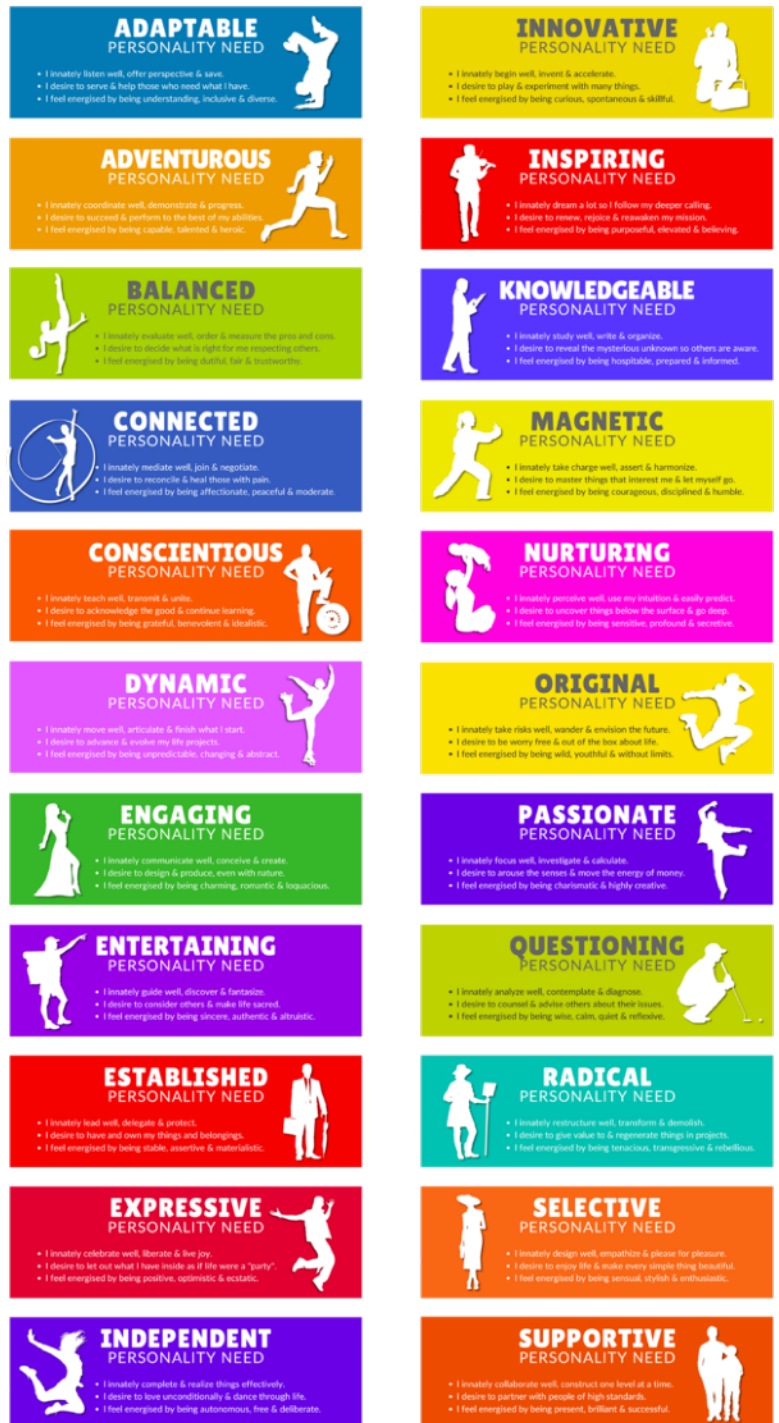 ADAPTABLE
PERSONALITY NEED
• I innately listen well, offer perspective & save.
• I desire to serve & help those who need what I have.
• I feel energised by being understanding, inclusive & diverse.
ADVENTUROUS
PERSONALITY NEED
• I innately coordinate well, demonstrate & progress.
• I desire to succeed & perform to the best of my abilities.
• I feel energised by being capable, talented & heroic.
BALANCED
PERSONALITY NEED
• I innately evaluate well, order & measure the pros and cons.
• I desire to decide what is right for me respecting others.
• I feel energised by being dutiful, fair & trustworthy.
CONNECTED
PERSONALITY NEED
• I innately mediate well, join & negotiate.
• I desire to reconcile & heal those with pain.
• I feel energised by being affectionate, peaceful & moderate.
CONSCIENTIOUS
PERSONALITY NEED
• I innately teach well, transmit & unite.
• I desire to acknowledge the good & continue learning.
• I feel energised by being grateful, benevolent & idealistic.
DYNAMIC
PERSONALITY NEED
• I innately move well, articulate & finish what I start.
• I desire to advance & evolve my life projects.
• I feel energised by being unpredictable, changing & abstract.
ENGAGING
PERSONALITY NEED
• I innately communicate well, conceive & create.
• I desire to design & produce, even with nature.
• I feel energised by being charming, romantic & loquacious.
ENTERTAINING
PERSONALITY NEED
• I innately guide well, discover & fantasize.
• I desire to consider others & make life sacred.
• I feel energised by being sincere, authentic & altruistic.
ESTABLISHED
PERSONALITY NEED
• I innately lead well, delegate & protect.
• I desire to have and own my things and belongings.
• I feel energised by being stable, assertive & materialistic.
EXPRESSIVE
PERSONALITY NEED
• I innately celebrate well, liberate & live joy.
• I desire to let out what I have inside as if life were a "party".
• I feel energised by being positive, optimistic & ecstatic.
INDEPENDENT
PERSONALITY NEED
• I innately complete & realize things effectively.
• I desire to love unconditionally & dance through life.
• I feel energised by being autonomous, free & deliberate.
INNOVATIVE
PERSONALITY NEED
• I innately begin well, invent & accelerate.
• I desire to play & experiment with many things.
• I feel energised by being curious, spontaneous & skillful.
INSPIRING
PERSONALITY NEED
• I innately dream a lot so I follow my deeper calling.
• I desire to renew, rejoice & reawaken my mission.
• I feel energised by being purposeful, elevated & believing.
KNOWLEDGEABLE
PERSONALITY NEED
• I innately study well, write & organize.
• I desire to reveal the mysterious unknown so others are aware.
• I feel energised by being hospitable, prepared & informed.
MAGNETIC
PERSONALITY NEED
• I innately take charge well, assert & harmonize.
• I desire to master things that interest me & let myself go.
• I feel energised by being courageous, disciplined & humble.
NURTURING
PERSONALITY NEED
• I innately perceive well, use my intuition & easily predict.
• I desire to uncover things below the surface & go deep.
• I feel energised by being sensitive, profound & secretive.
ORIGINAL
PERSONALITY NEED
• I innately take risks well, wander & envision the future.
• I desire to be worry free & out of the box about life.
• I feel energised by being wild, youthful & without limits.
PASSIONATE
PERSONALITY NEED
• I innately focus well, investigate & calculate.
• I desire to arouse the senses & move the energy of money.
• I feel energised by being charismatic & highly creative.
QUESTIONING
PERSONALITY NEED
• I innately analyze well, contemplate & diagnose.
• I desire to counsel & advise others about their issues.
• I feel energised by being wise, calm, quiet & reflexive.
RADICAL
PERSONALITY NEED
• I innately restructure well, transform & demolish.
• I desire to give value to & regenerate things in projects.
• I feel energised by being tenacious, transgressive & rebellious.
SELECTIVE
PERSONALITY NEED
• I innately design well, empathize & please for pleasure.
• I desire to enjoy life & make every simple thing beautiful.
• I feel energised by being sensual, stylish & enthusiastic.
SUPPORTIVE
PERSONALITY NEED
• I innately collaborate well, construct one level at a time.
• I desire to partner with people of high standards.
• I feel energised by being present, brilliant & successful.